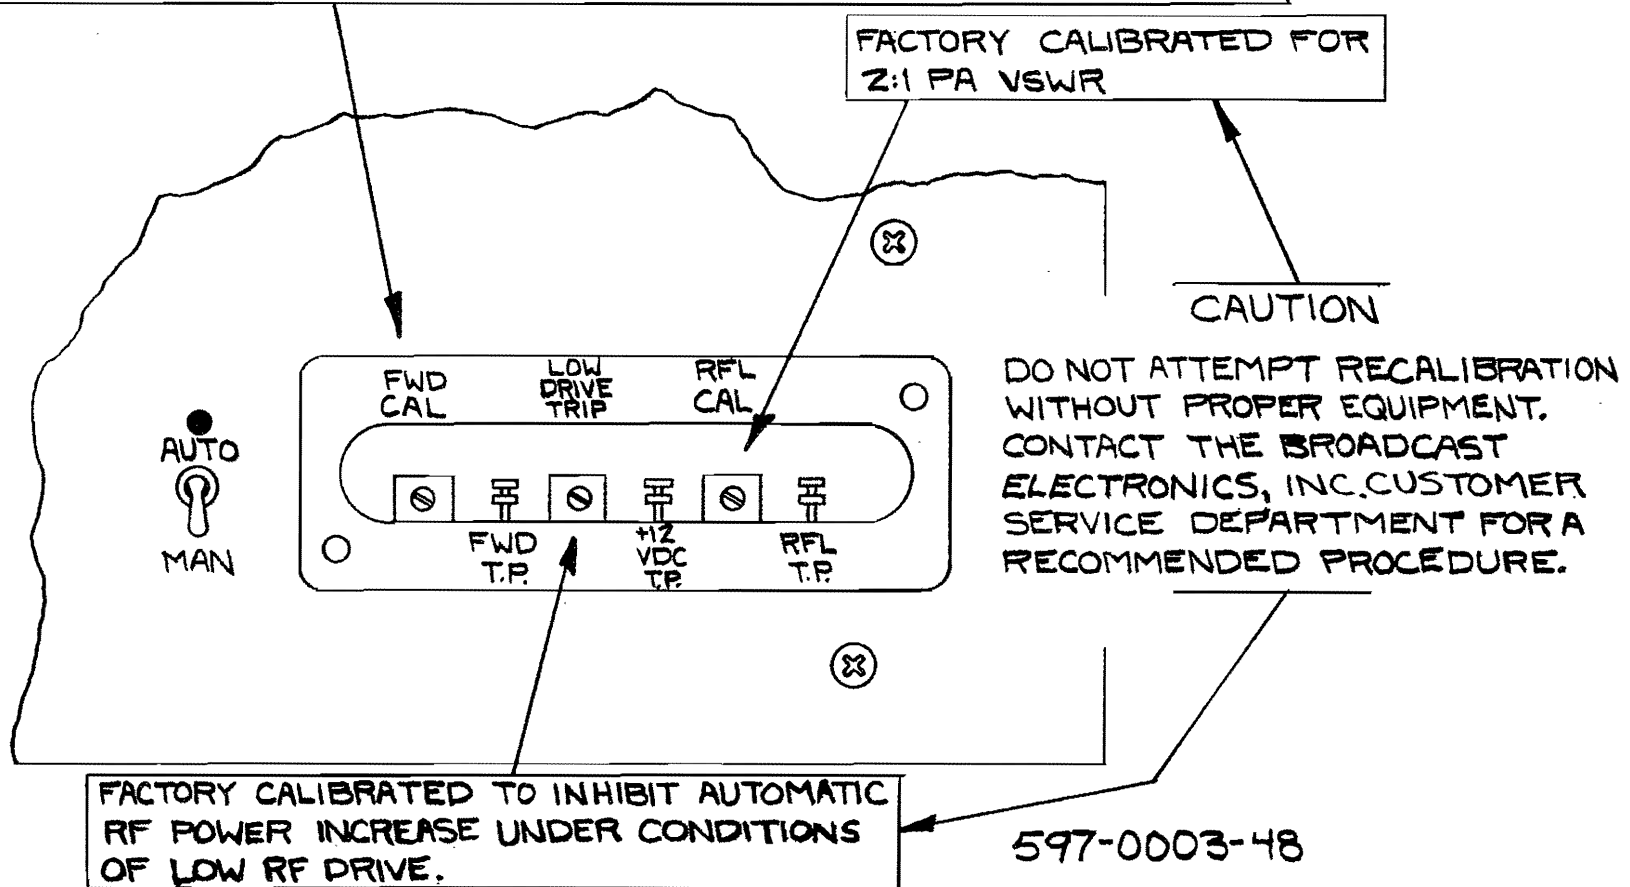 FACTORY CALIBRATED FOR
2:1 PA VSWR
CAUTION
DO NOT ATTEMPT RECALIBRATION
WITHOUT PROPER EQUIPMENT.
CONTACT THE BROADCAST
ELECTRONICS, INC. CUSTOMER
SERVICE DEPARTMENT FOR A
RECOMMENDED PROCEDURE.
FWD
CAL
LOW
DRIVE
TRIP
RFL
CAL
AUTO
MAN
FWD
T.P.
+12
VDC
T.P.
RFL
T.P.
FACTORY CALIBRATED TO INHIBIT AUTOMATIC
RF POWER INCREASE UNDER CONDITIONS
OF LOW RF DRIVE.
597-0003-48